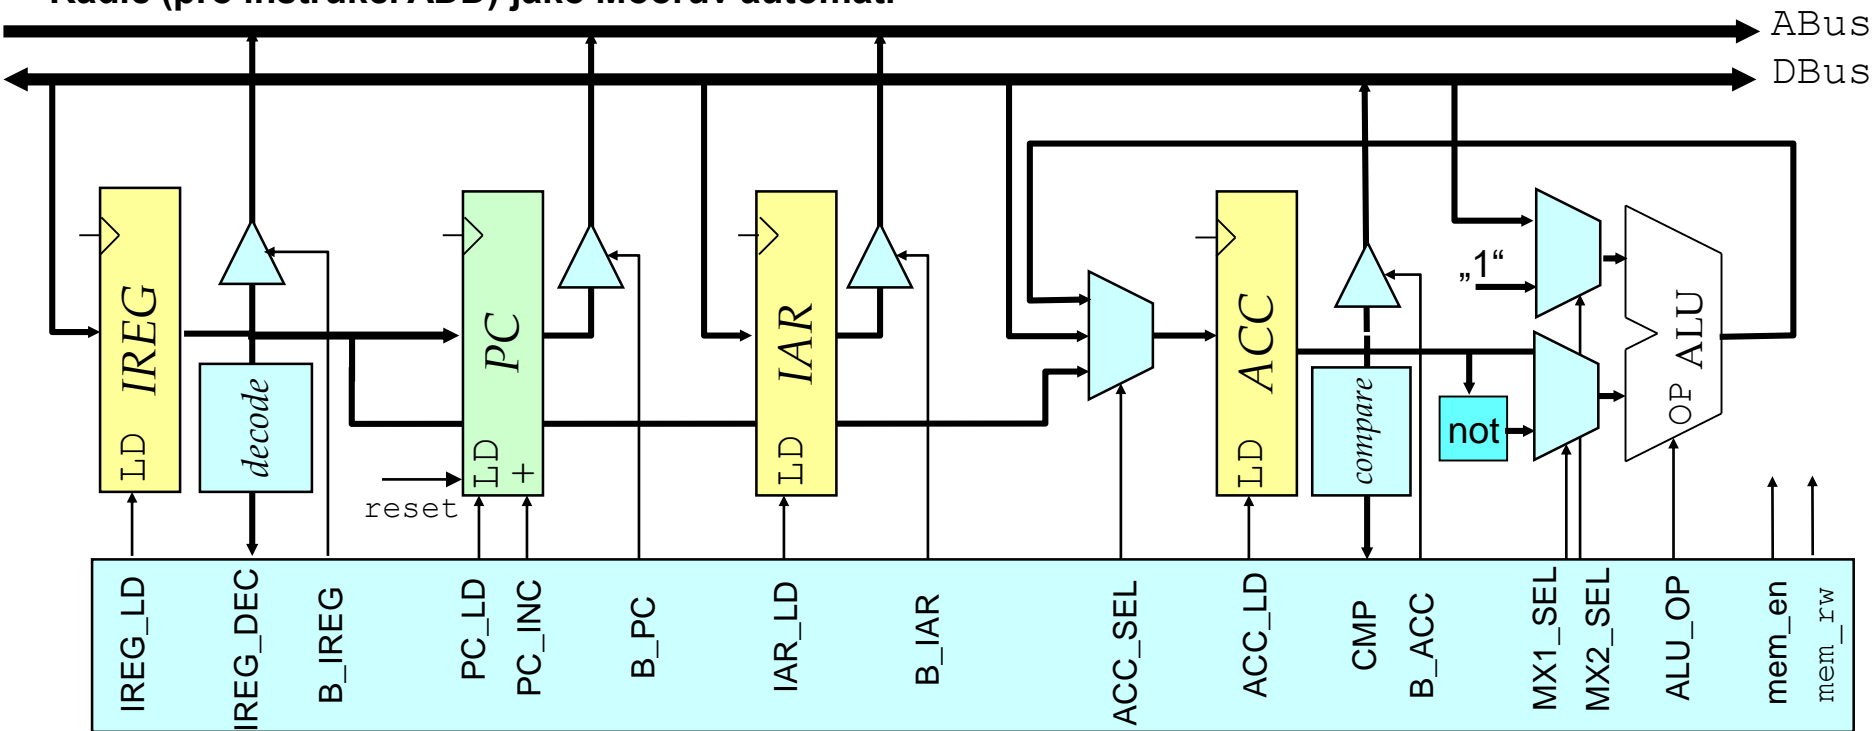 Řadič (pro instrukci ADD) jako Moorův automat:
ABus
DBus
IREG
LD
decode
PC
LD
+
reset
IAR
LD
ACC
LD
compare
„1“
not
ALU
OP
IREG_LD
IREG_DEC
B_IREG
PC_LD
PC_INC
B_PC
IAR_LD
B_IAR
ACC_SEL
ACC_LD
CMP
B_ACC
MX1_SEL
MX2_SEL
ALU_OP
mem_en
mem_rw